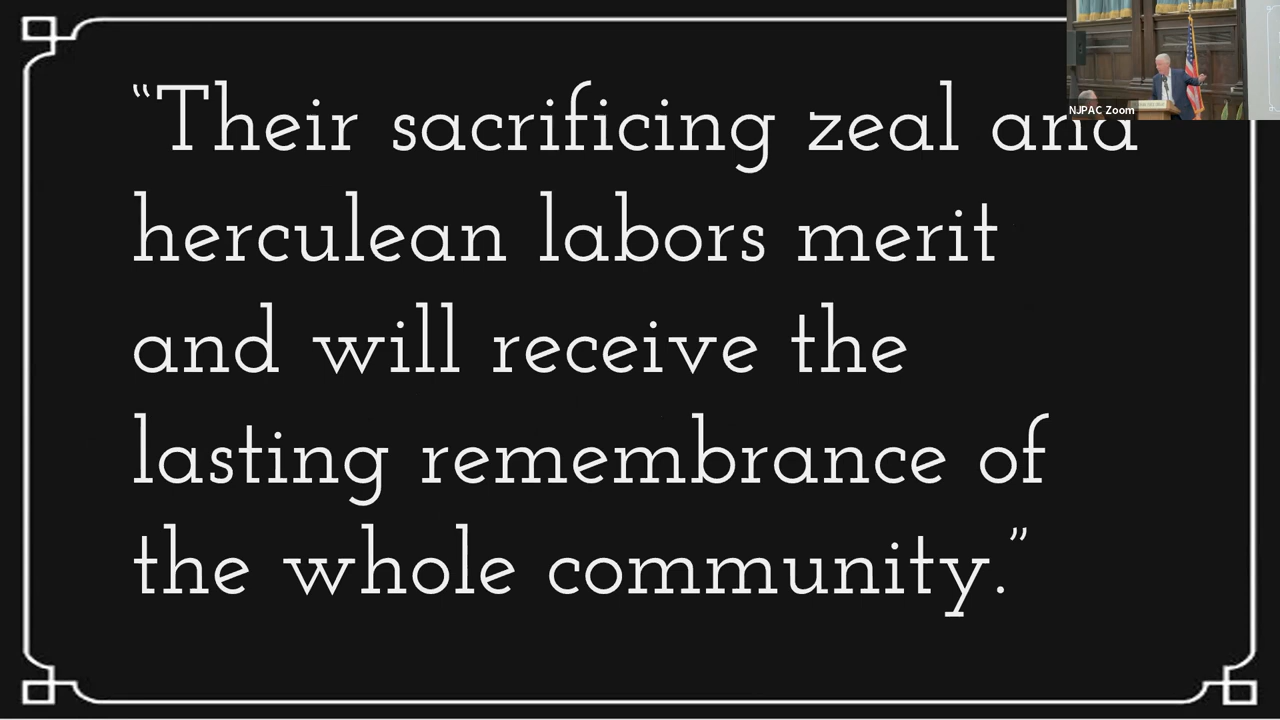 “Their sacrificing zeal and
NJPAC Zoom
herculean labors merit
and will receive the
lasting remembrance of
the whole community.”